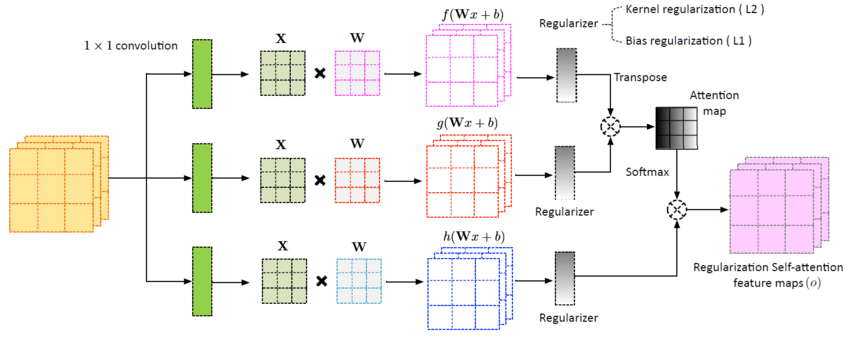 f(Wx + b)
Regularizer
Kernel regularization ( L2 )
Bias regularization ( L1 )
1 × 1 convolution
X
W
Transpose
Attention
map
g(Wx + b)
X
W
Softmax
Regularizer
h(Wx + b)
X
W
Regularizer
Regularization Self-attention
feature maps (o)